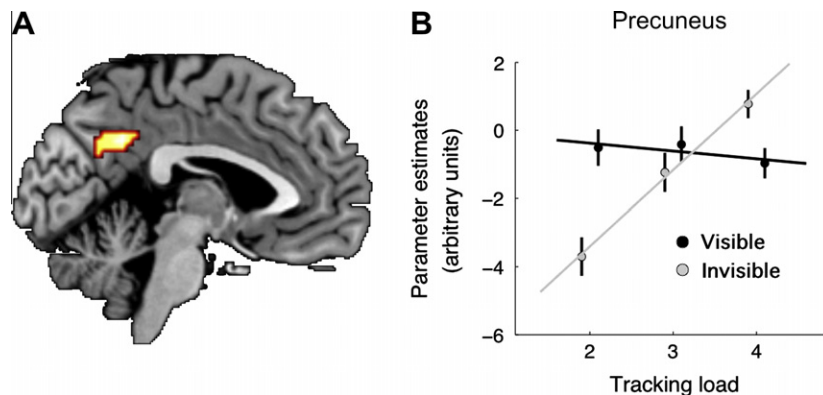 A
B
Precuneus
Parameter estimates
(arbitrary units)
2
0
−2
−4
−6
Visible
Invisible
2 3 4
Tracking load